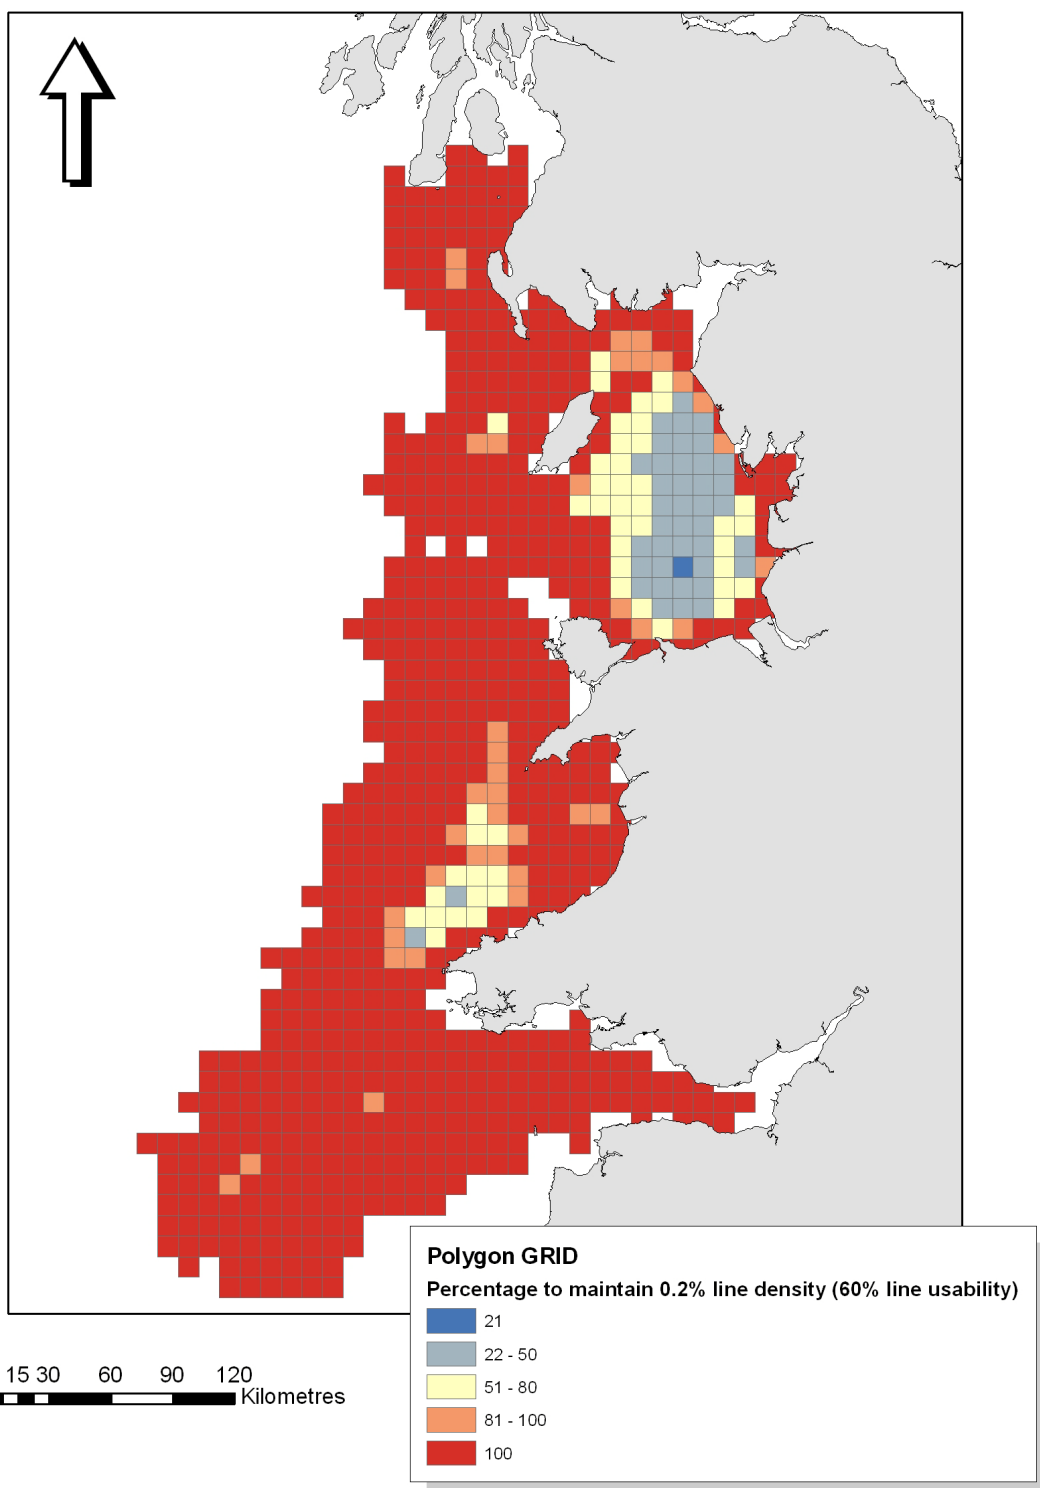 Polygon GRID
Percentage to maintain 0.2% line density (60% line usability)
21
22 - 50
51 - 80
81 - 100
100
15 30 60 90 120
Kilometres